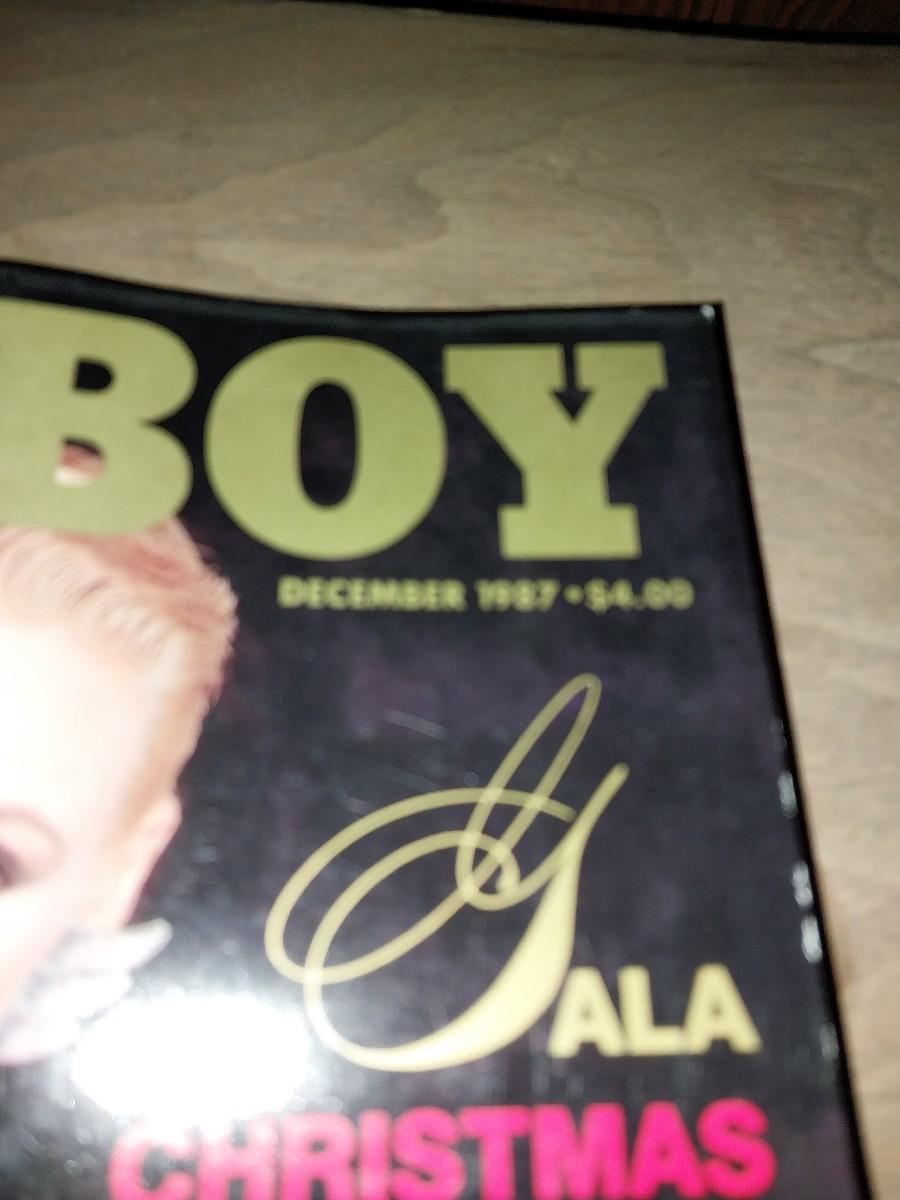 BOY
DECEMBER 1987 • $4.00
GALA
CHRISTMAS